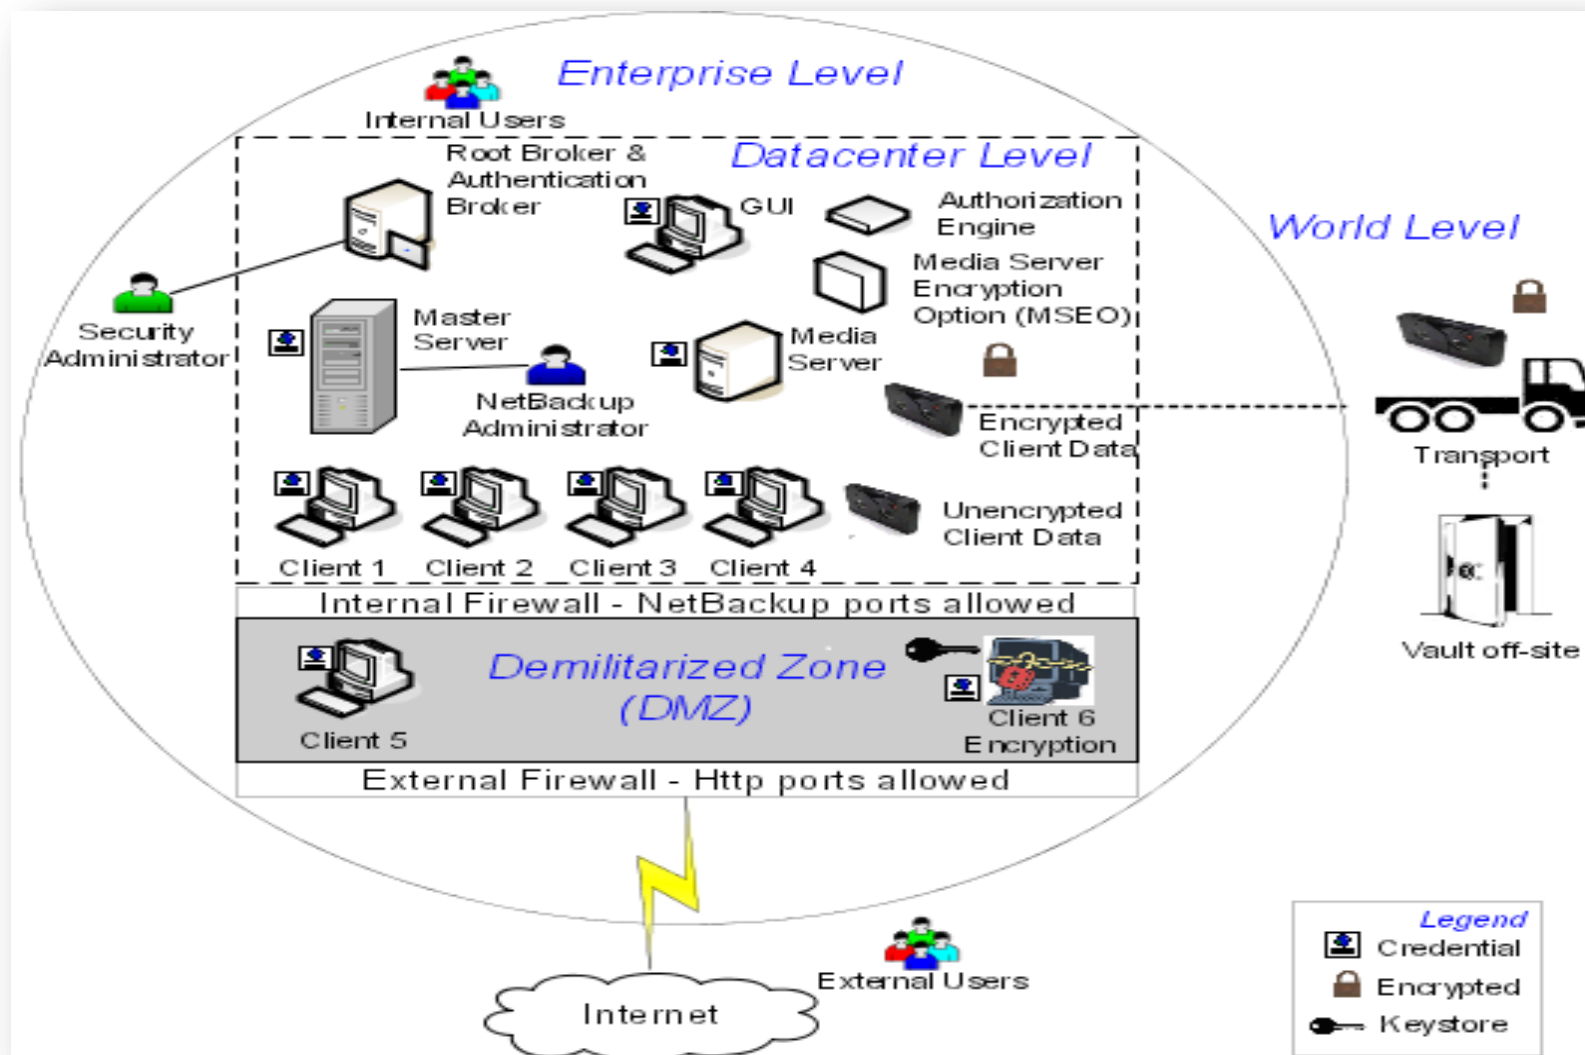 Enterprise Level
Internal Users
Root Broker &
Authentication
Broker
Datacenter Level
GUI
Authorization
Engine
World Level
Media Server
Encryption
Option (MSEO)
Security
Administrator
Master
Server
Media
Server
NetBackup
Administrator
Encrypted
Client Data
Transport
Unencrypted
Client Data
Client 1
Client 2
Client 3
Client 4
Internal Firewall - NetBackup ports allowed
Vault off-site
Demilitarized Zone
(DMZ)
Client 5
Client 6
Encryption
External Firewall - Http ports allowed
External Users
Internet
Legend
Credential
Encrypted
Keystore